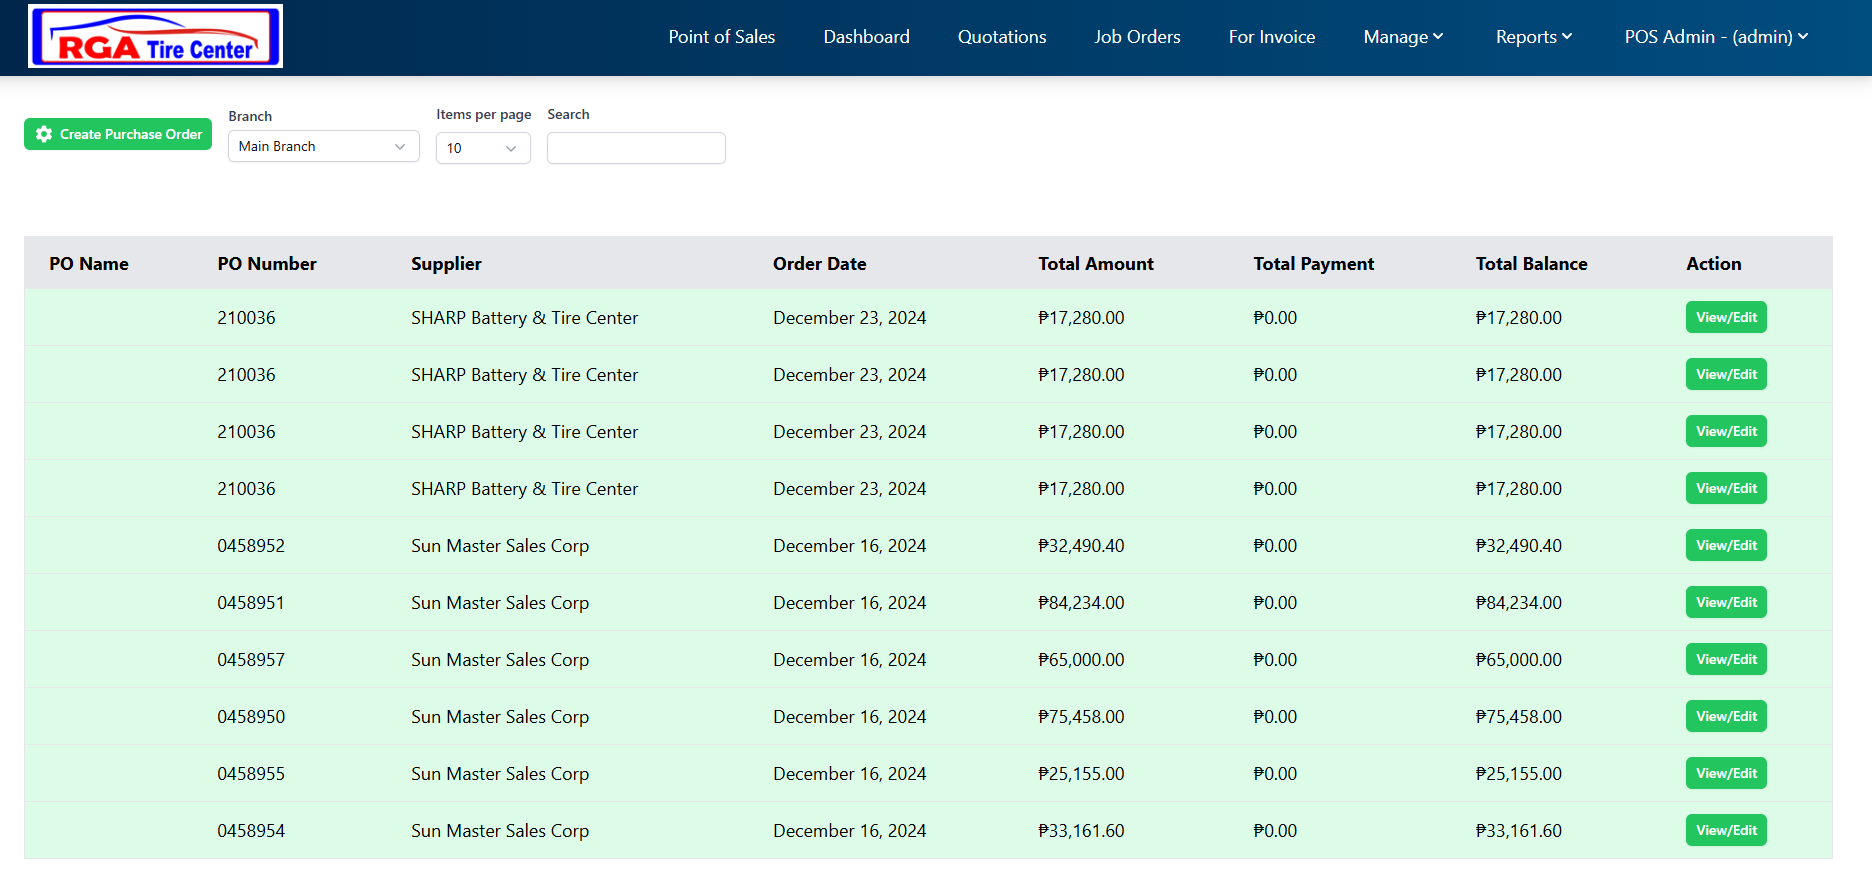 RGA Tire Center
Point of Sales Dashboard Quotations Job Orders For Invoice Manage Reports POS Admin - (admin)
Create Purchase Order
Branch
Main Branch
Items per page
10
Search
PO Name PO Number Supplier Order Date Total Amount Total Payment Total Balance Action
210036 SHARP Battery & Tire Center December 23, 2024 ₱17,280.00 ₱0.00 ₱17,280.00 View/Edit
210036 SHARP Battery & Tire Center December 23, 2024 ₱17,280.00 ₱0.00 ₱17,280.00 View/Edit
210036 SHARP Battery & Tire Center December 23, 2024 ₱17,280.00 ₱0.00 ₱17,280.00 View/Edit
210036 SHARP Battery & Tire Center December 23, 2024 ₱17,280.00 ₱0.00 ₱17,280.00 View/Edit
0458952 Sun Master Sales Corp December 16, 2024 ₱32,490.40 ₱0.00 ₱32,490.40 View/Edit
0458951 Sun Master Sales Corp December 16, 2024 ₱84,234.00 ₱0.00 ₱84,234.00 View/Edit
0458957 Sun Master Sales Corp December 16, 2024 ₱65,000.00 ₱0.00 ₱65,000.00 View/Edit
0458950 Sun Master Sales Corp December 16, 2024 ₱75,458.00 ₱0.00 ₱75,458.00 View/Edit
0458955 Sun Master Sales Corp December 16, 2024 ₱25,155.00 ₱0.00 ₱25,155.00 View/Edit
0458954 Sun Master Sales Corp December 16, 2024 ₱33,161.60 ₱0.00 ₱33,161.60 View/Edit